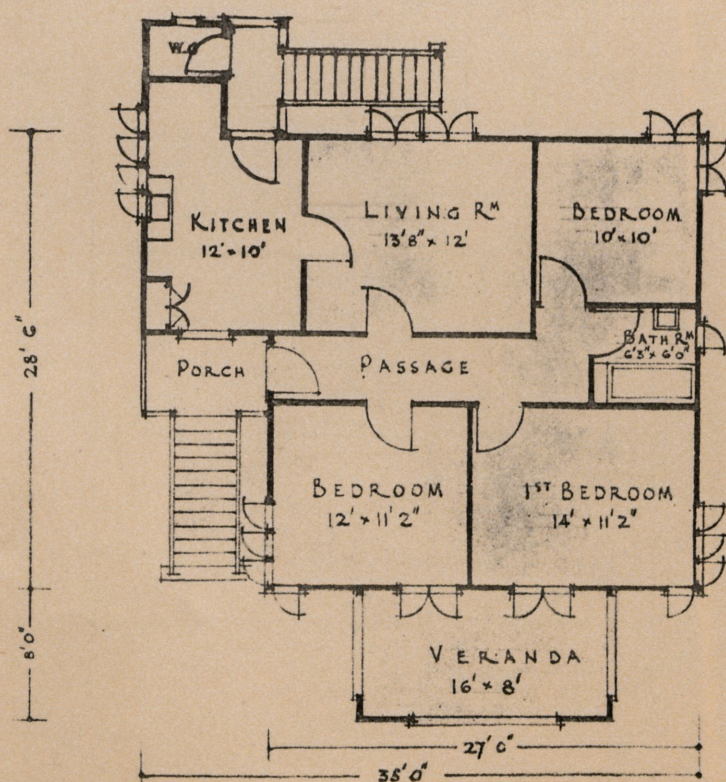 W.C
KITCHEN
12' × 10'
LIVING Rᴹ
13'8" × 12'
BEDROOM
10' × 10'
BATH Rᴹ
6'3" × 6'0"
PORCH
PASSAGE
BEDROOM
12' × 11'2"
1ˢᵀ BEDROOM
14' × 11'2"
VERANDA
16' × 8'
28' 6"
8'0"
27' 0"
35' 0"